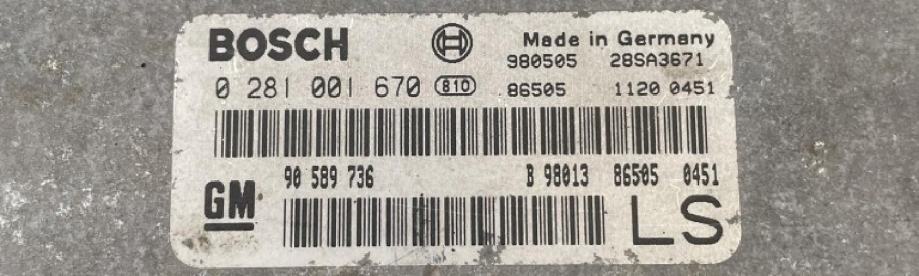 BOSCH Made in Germany
980505 28SA3671
0 281 001 670 810 86505 1120 0451
90 589 736 B 98013 86505 0451
GM LS